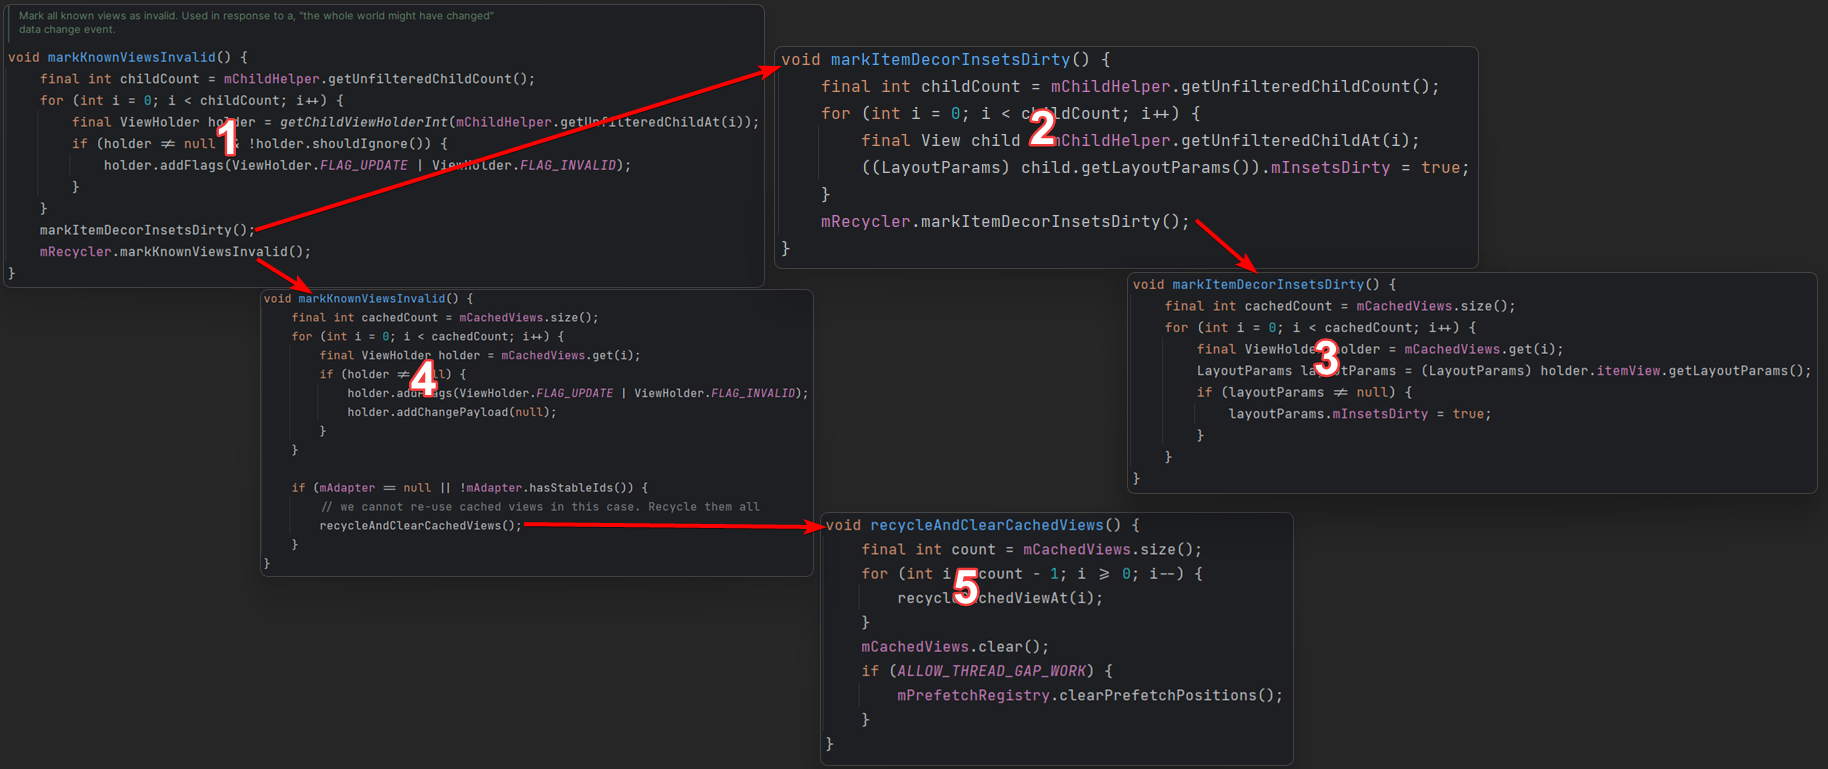 Mark all known views as invalid. Used in response to a, "the whole world might have changed"
data change event.
void markKnownViewsInvalid() {
final int childCount = mChildHelper.getUnfilteredChildCount();
for (int i = 0; i < childCount; i++) {
final ViewHolder holder = getChildViewHolderInt(mChildHelper.getUnfilteredChildAt(i));
if (holder ≠ null & !holder.shouldIgnore()) {
holder.addFlags(ViewHolder.FLAG_UPDATE | ViewHolder.FLAG_INVALID);
}
}
markItemDecorInsetsDirty();
mRecycler.markKnownViewsInvalid();
}
1
void markItemDecorInsetsDirty() {
final int childCount = mChildHelper.getUnfilteredChildCount();
for (int i = 0; i < childCount; i++) {
final View child mChildHelper.getUnfilteredChildAt(i);
((LayoutParams) child.getLayoutParams()).mInsetsDirty = true;
}
mRecycler.markItemDecorInsetsDirty();
}
2
void markItemDecorInsetsDirty() {
final int cachedCount = mCachedViews.size();
for (int i = 0; i < cachedCount; i++) {
final ViewHolder holder = mCachedViews.get(i);
LayoutParams layoutParams = (LayoutParams) holder.itemView.getLayoutParams();
if (layoutParams ≠ null) {
layoutParams.mInsetsDirty = true;
}
}
}
3
void markKnownViewsInvalid() {
final int cachedCount = mCachedViews.size();
for (int i = 0; i < cachedCount; i++) {
final ViewHolder holder = mCachedViews.get(i);
if (holder ≠ null) {
holder.addFlags(ViewHolder.FLAG_UPDATE | ViewHolder.FLAG_INVALID);
holder.addChangePayload(null);
}
}
if (mAdapter == null || !mAdapter.hasStableIds()) {
// we cannot re-use cached views in this case. Recycle them all
recycleAndClearCachedViews();
}
}
4
void recycleAndClearCachedViews() {
final int count = mCachedViews.size();
for (int i count - 1; i ⩾ 0; i--) {
recycleCachedViewAt(i);
}
mCachedViews.clear();
if (ALLOW_THREAD_GAP_WORK) {
mPrefetchRegistry.clearPrefetchPositions();
}
}
5